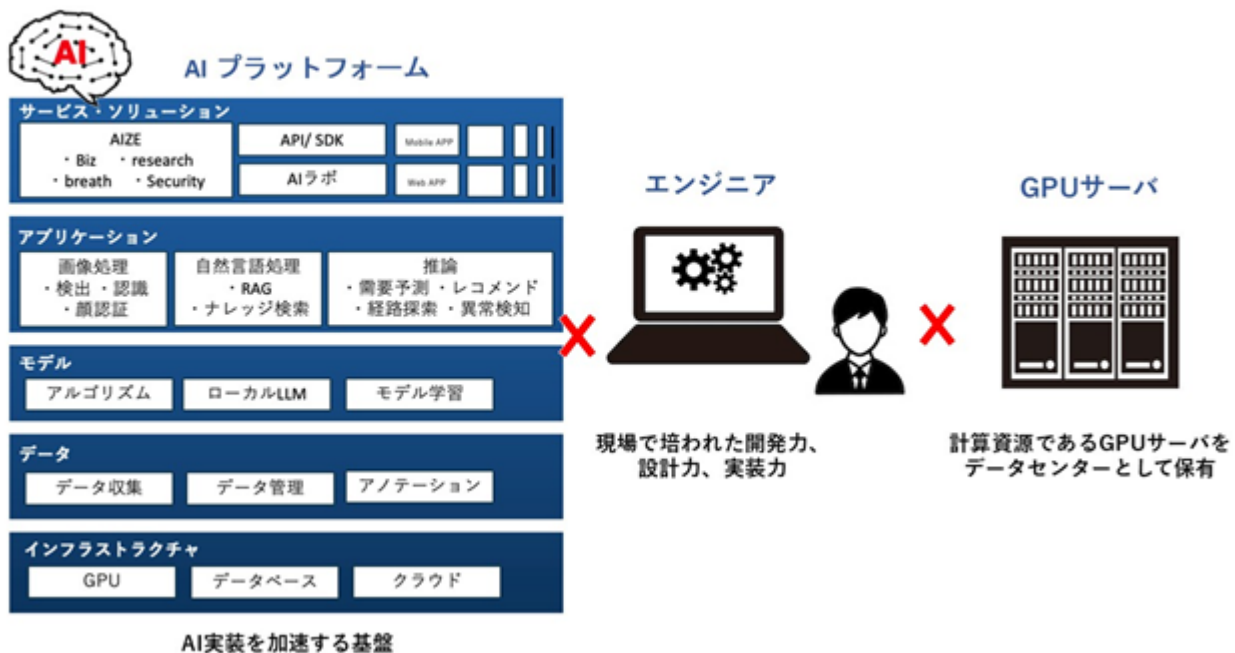 AI
AI プラットフォーム
サービス・ソリューション
AIZE
・Biz ・research
・breath ・Security
API/ SDK
AIラボ
Mobile APP
Web APP
アプリケーション
画像処理
・検出 ・認識
・顔認証
自然言語処理
・RAG
・ナレッジ検索
推論
・需要予測 ・レコメンド
・経路探索 ・異常検知
モデル
アルゴリズム
ローカルLLM
モデル学習
データ
データ収集
データ管理
アノテーション
インフラストラクチャ
GPU
データベース
クラウド
AI実装を加速する基盤
エンジニア
現場で培われた開発力、
設計力、実装力
GPUサーバ
計算資源であるGPUサーバを
データセンターとして保有